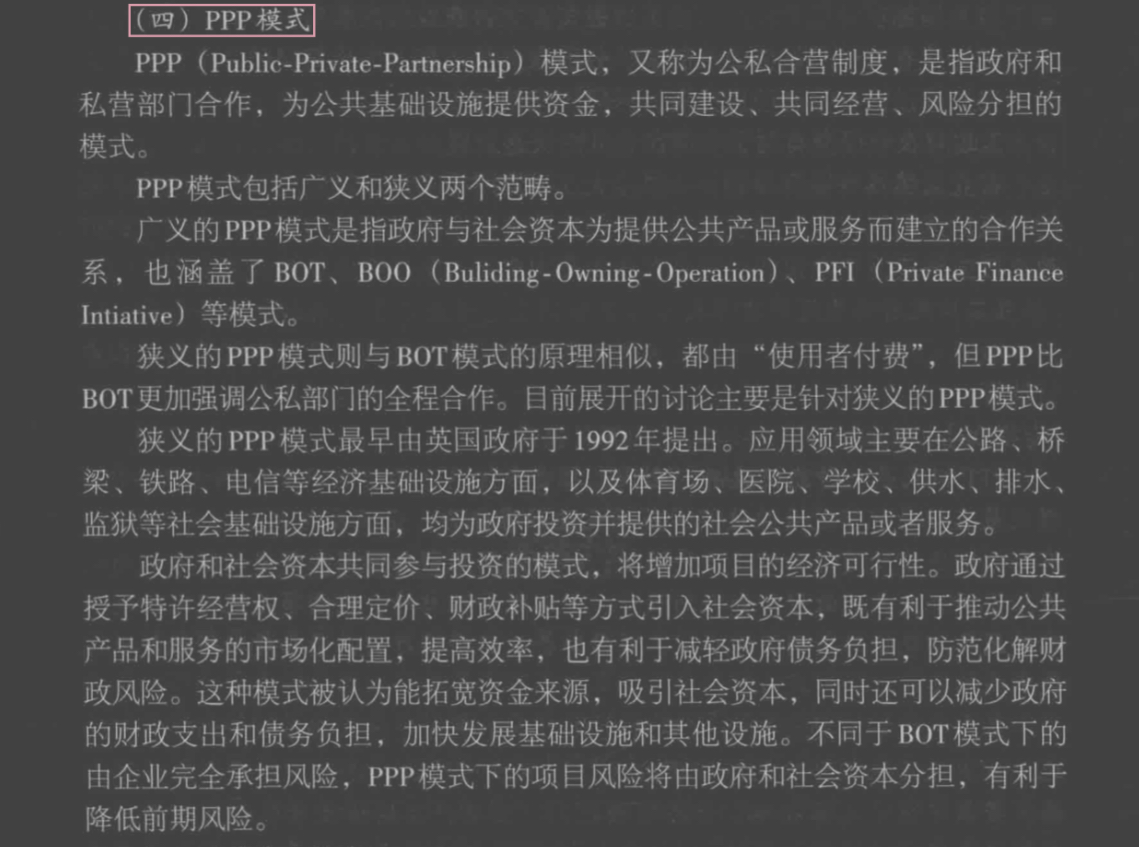 （四）PPP模式
PPP（Public-Private-Partnership）模式，又称为公私合营制度，是指政府和
私营部门合作，为公共基础设施提供资金，共同建设、共同经营、风险分担的
模式。
PPP模式包括广义和狭义两个范畴。
广义的PPP模式是指政府与社会资本为提供公共产品或服务而建立的合作关
系，也涵盖了BOT、BOO（Buliding-Owning-Operation）、PFI（Private Finance
Intiative）等模式。
狭义的PPP模式则与BOT模式的原理相似，都由“使用者付费”，但PPP比
BOT更加强调公私部门的全程合作。目前展开的讨论主要是针对狭义的PPP模式。
狭义的PPP模式最早由英国政府于1992年提出。应用领域主要在公路、桥
梁、铁路、电信等经济基础设施方面，以及体育场、医院、学校、供水、排水、
监狱等社会基础设施方面，均为政府投资并提供的社会公共产品或者服务。
政府和社会资本共同参与投资的模式，将增加项目的经济可行性。政府通过
授予特许经营权、合理定价、财政补贴等方式引入社会资本，既有利于推动公共
产品和服务的市场化配置，提高效率，也有利于减轻政府债务负担，防范化解财
政风险。这种模式被认为能拓宽资金来源，吸引社会资本，同时还可以减少政府
的财政支出和债务负担，加快发展基础设施和其他设施。不同于BOT模式下的
由企业完全承担风险，PPP模式下的项目风险将由政府和社会资本分担，有利于
降低前期风险。